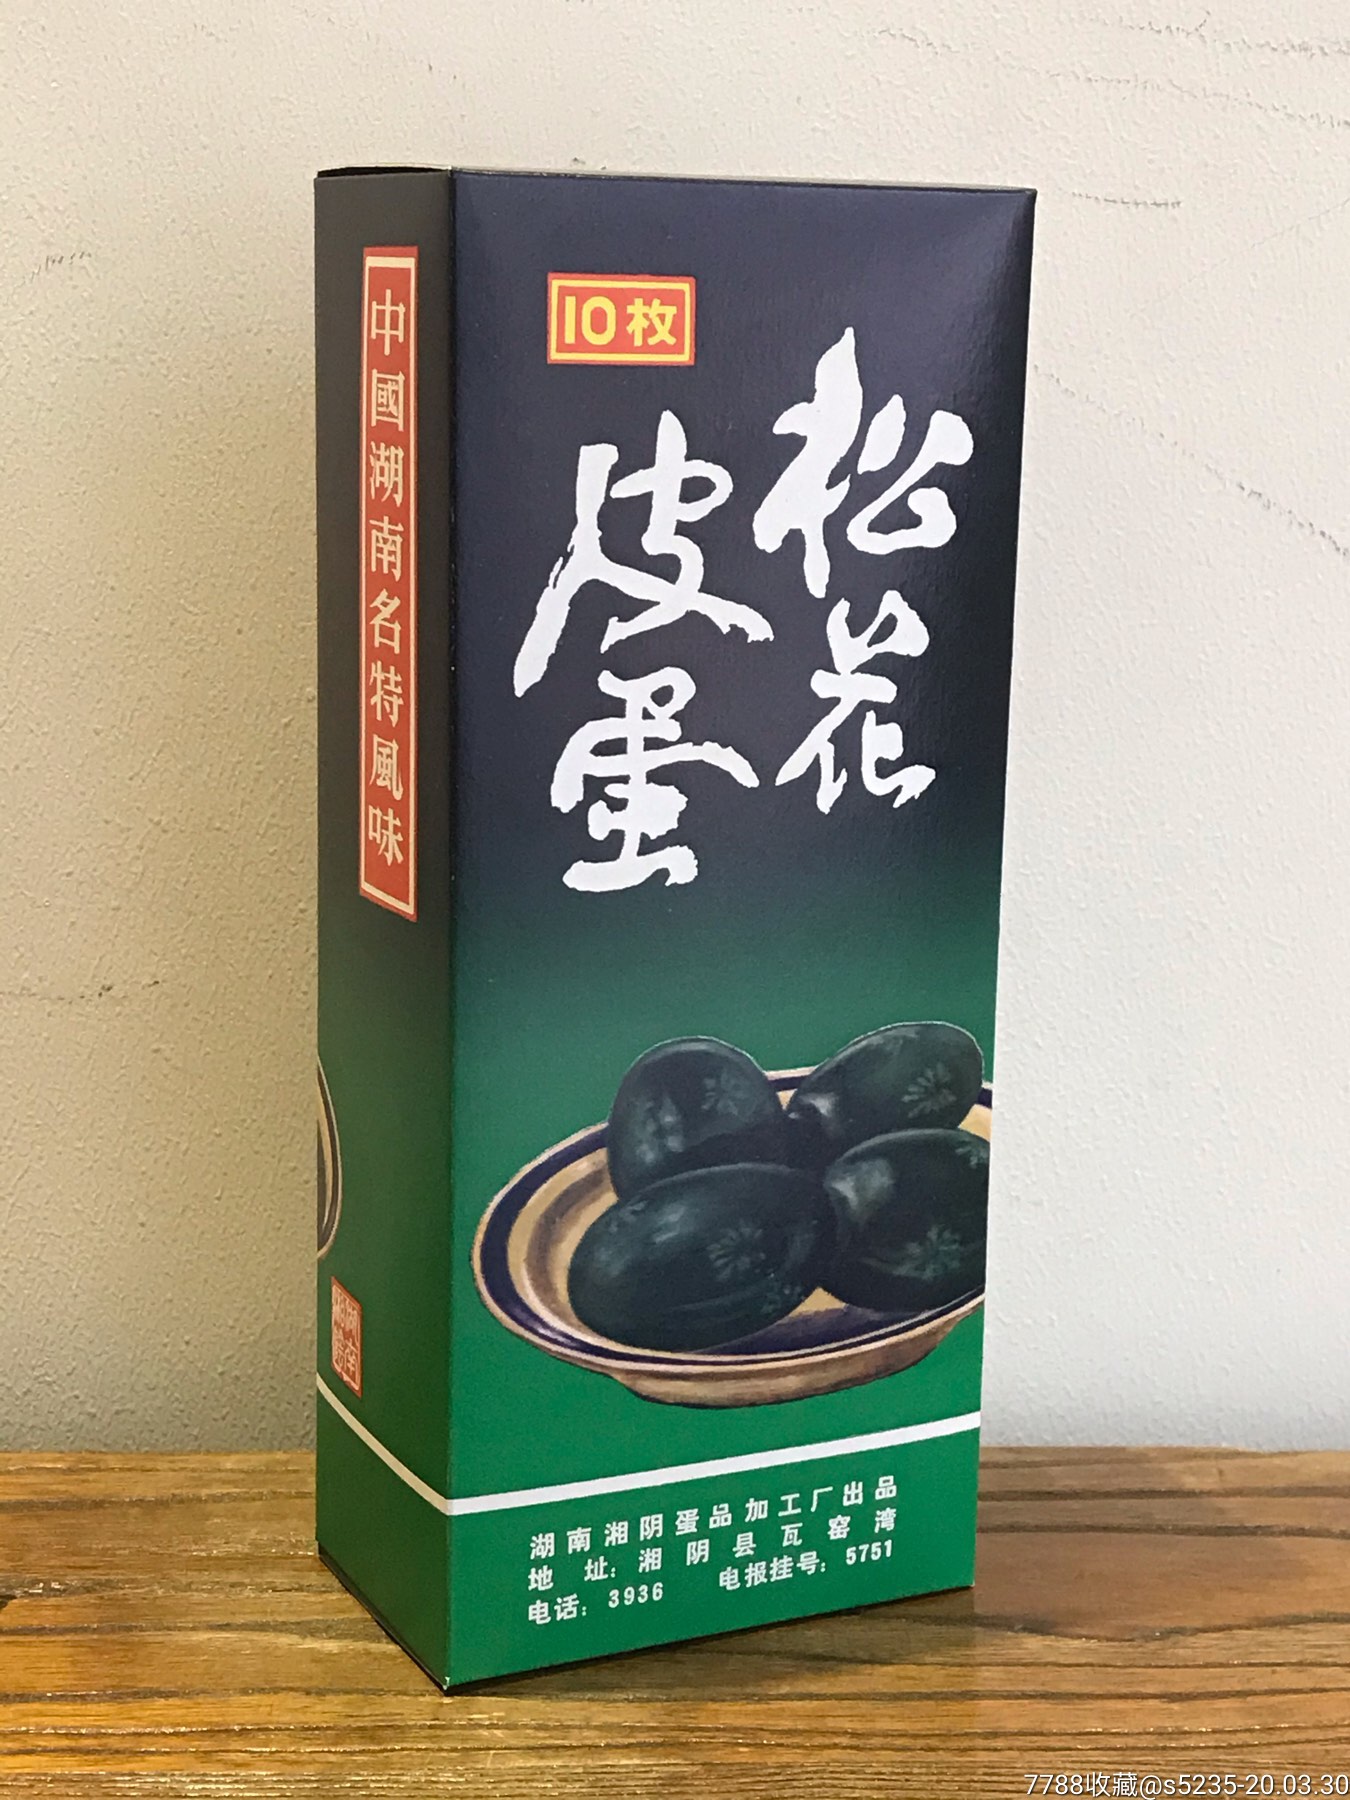 中國湖南名特風味
10枚
松花
皮蛋
湖南湘阴蛋品加工厂出品
地 址：湘阴县瓦窑湾
电话：3936 电报挂号：5751
湖南
7788收藏@s5235-20.03.30